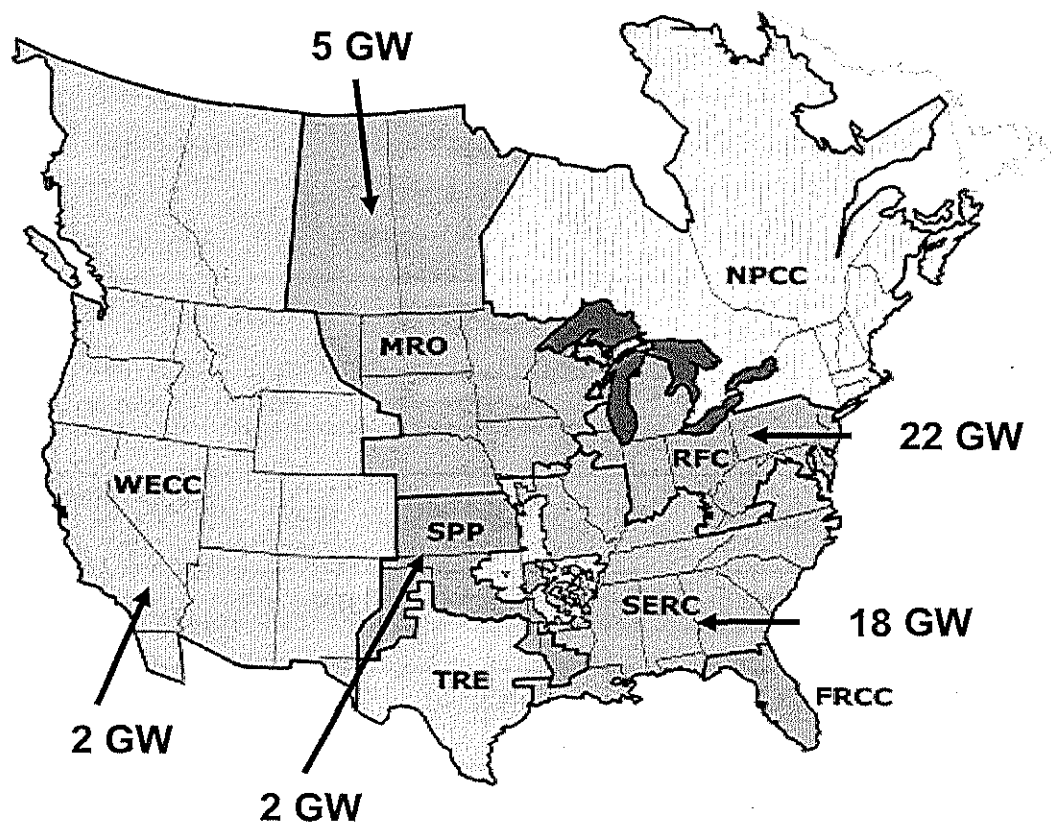 5 GW
NPCC
MRO
22 GW
RFC
WECC
SPP
SERC
18 GW
TRE
FRCC
2 GW
2 GW